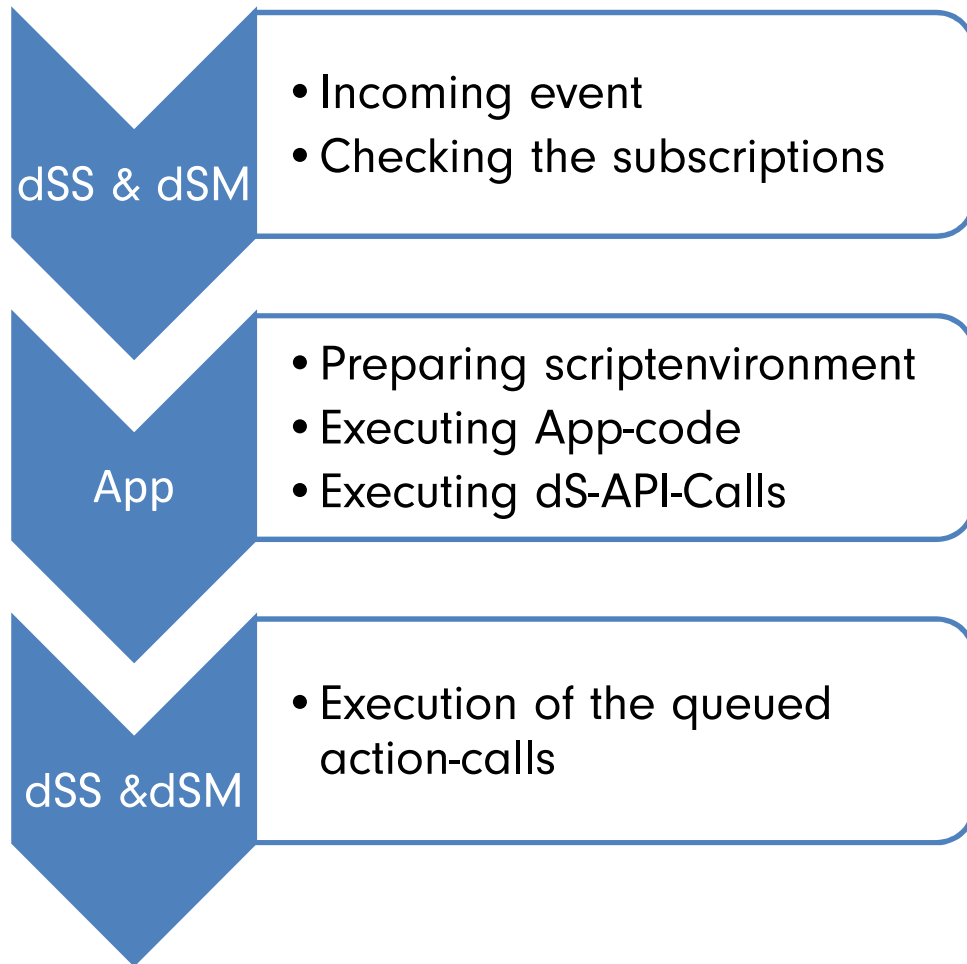 dSS & dSM
• Incoming event
• Checking the subscriptions
App
• Preparing scriptenvironment
• Executing App-code
• Executing dS-API-Calls
dSS &dSM
• Execution of the queued
action-calls